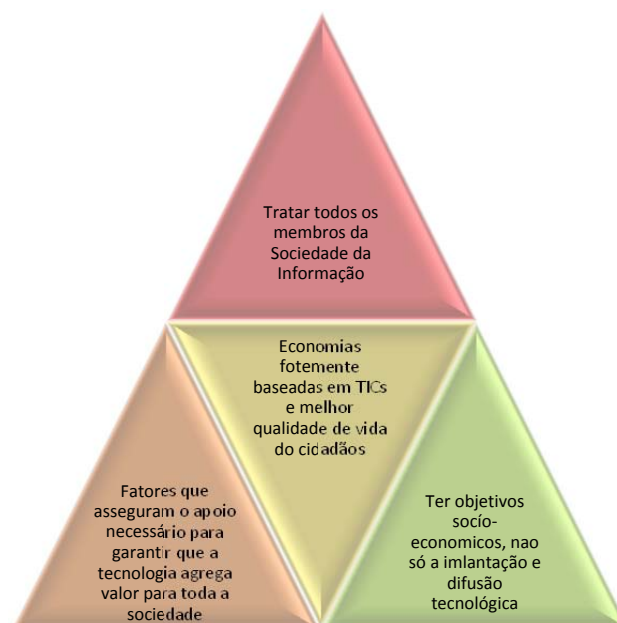 Tratar todos os
membros da
Sociedade da
Informação
Economias
fotemente
baseadas em TICs
e melhor
qualidade de vida
do cidadãos
Fatores que
asseguram o apoio
necessário para
garantir que a
tecnologia agrega
valor para toda a
sociedade
Ter objetivos
socío-
economicos, nao
só a imlantação e
difusão
tecnológica